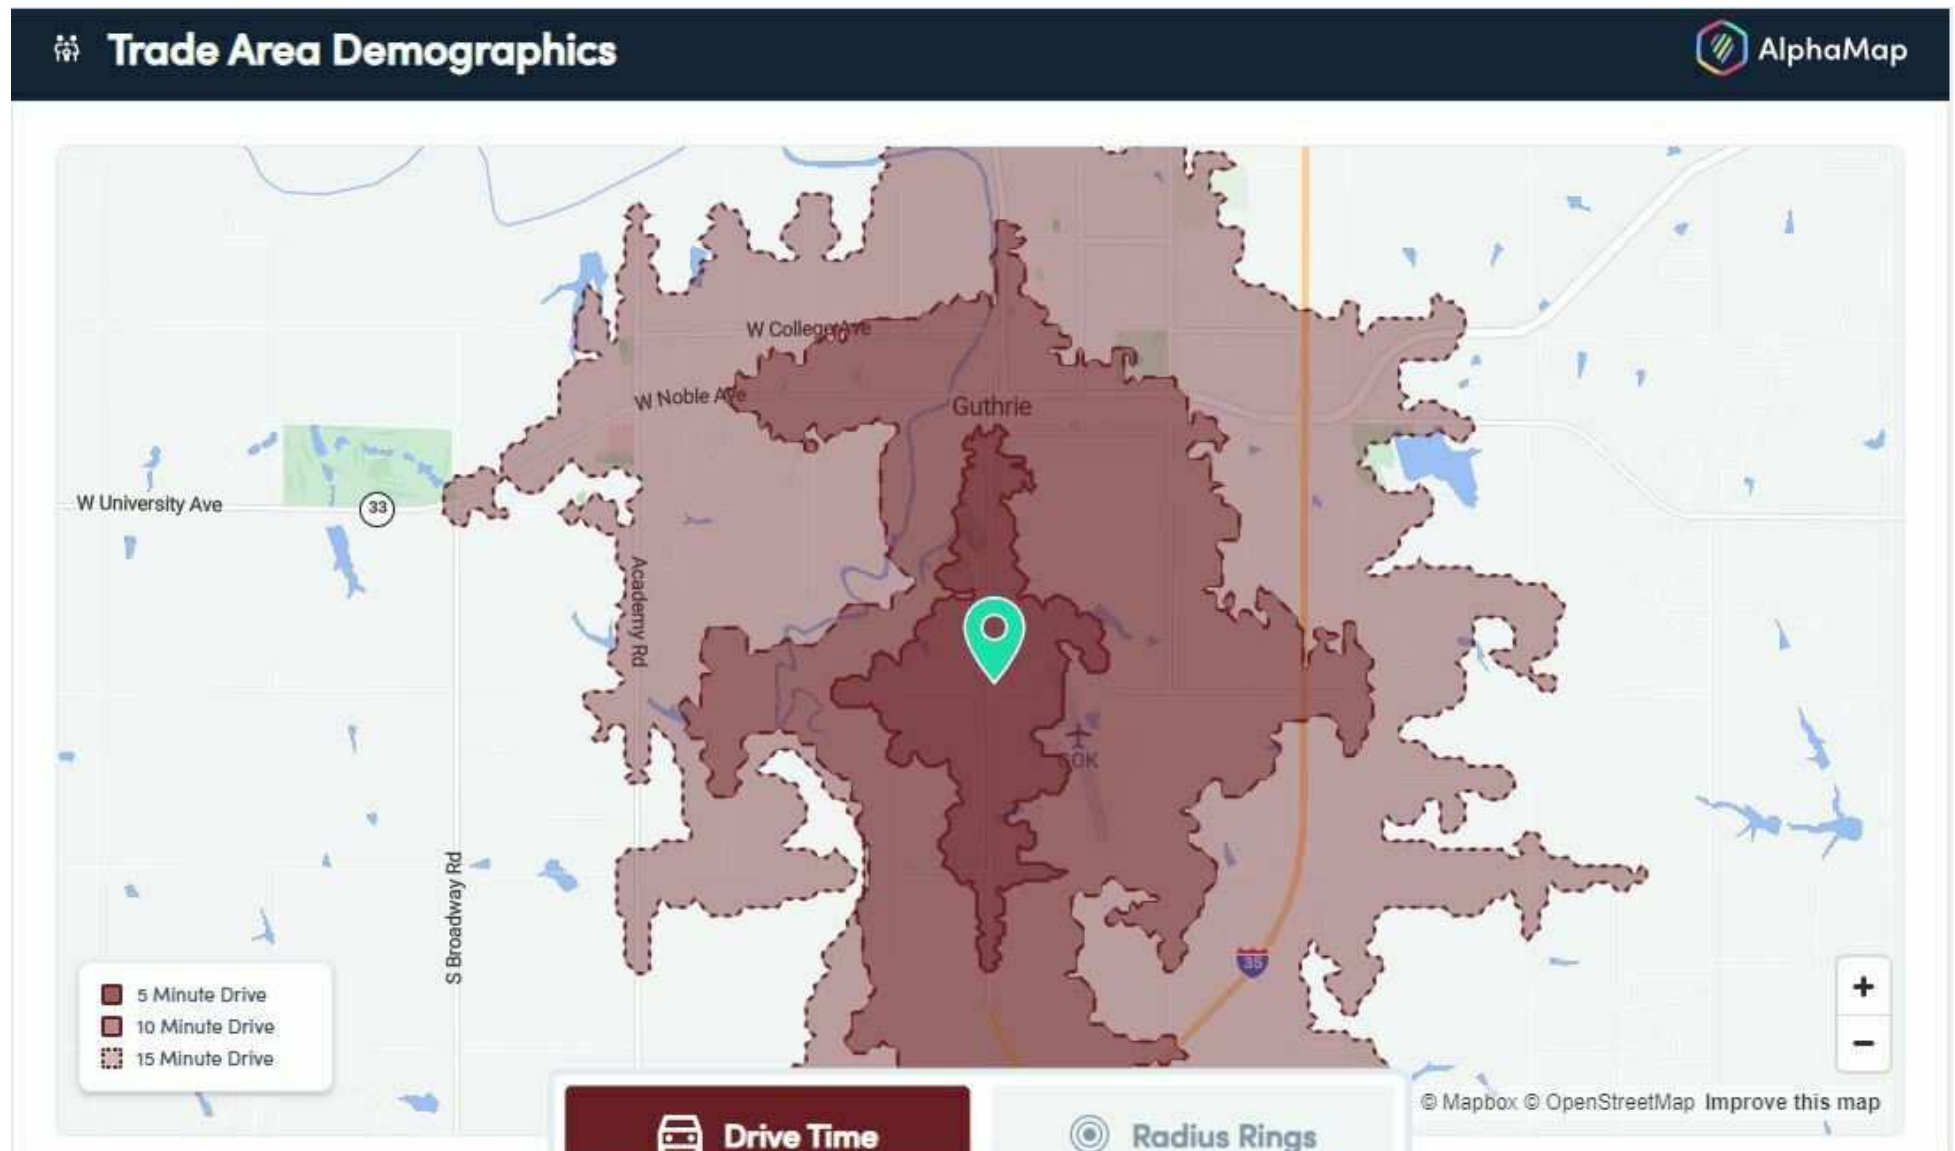 Trade Area Demographics
AlphaMap
W College Ave
W Noble Ave
Guthrie
W University Ave
33
Academy Rd
S Broadway Rd
35
5 Minute Drive
10 Minute Drive
15 Minute Drive
+
−
© Mapbox © OpenStreetMap Improve this map
Drive Time
Radius Rings